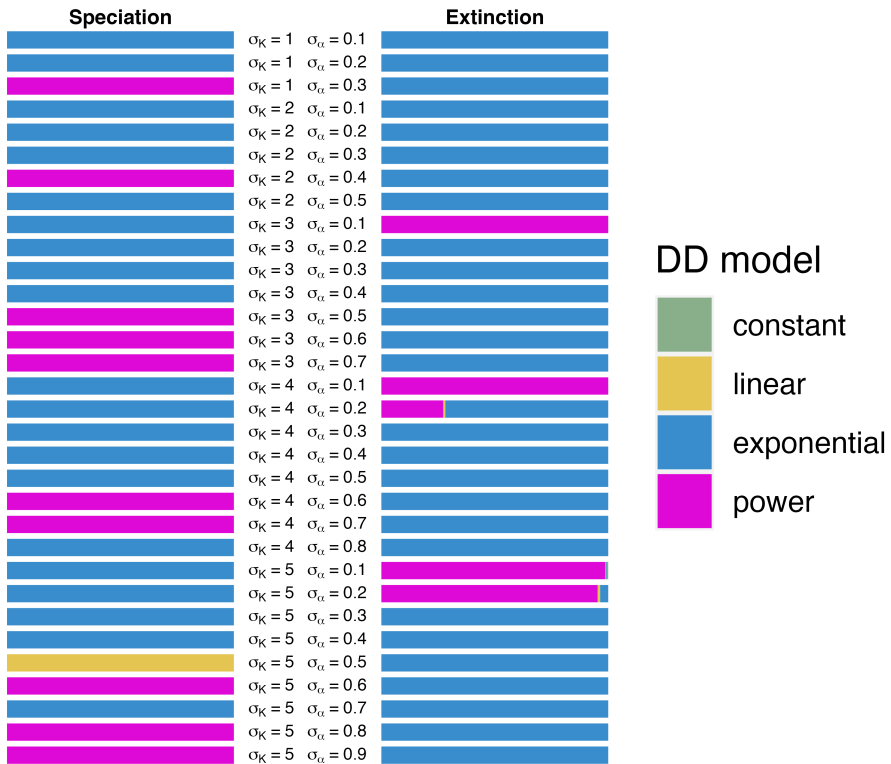 Speciation Extinction
σK = 1 σα = 0.1
σK = 1 σα = 0.2
σK = 1 σα = 0.3
σK = 2 σα = 0.1
σK = 2 σα = 0.2
σK = 2 σα = 0.3
σK = 2 σα = 0.4
σK = 2 σα = 0.5
σK = 3 σα = 0.1
σK = 3 σα = 0.2
σK = 3 σα = 0.3
σK = 3 σα = 0.4
σK = 3 σα = 0.5
σK = 3 σα = 0.6
σK = 3 σα = 0.7
σK = 4 σα = 0.1
σK = 4 σα = 0.2
σK = 4 σα = 0.3
σK = 4 σα = 0.4
σK = 4 σα = 0.5
σK = 4 σα = 0.6
σK = 4 σα = 0.7
σK = 4 σα = 0.8
σK = 5 σα = 0.1
σK = 5 σα = 0.2
σK = 5 σα = 0.3
σK = 5 σα = 0.4
σK = 5 σα = 0.5
σK = 5 σα = 0.6
σK = 5 σα = 0.7
σK = 5 σα = 0.8
σK = 5 σα = 0.9
DD model
constant
linear
exponential
power